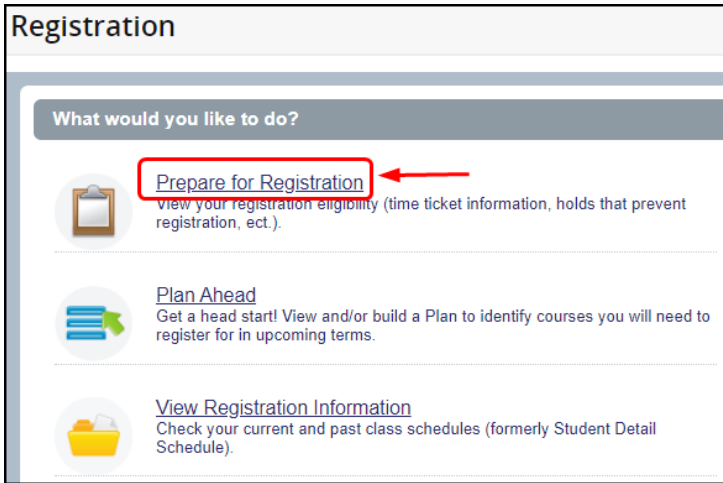 Registration
What would you like to do?
Prepare for Registration
View your registration eligibility (time ticket information, holds that prevent
registration, ect.).
Plan Ahead
Get a head start! View and/or build a Plan to identify courses you will need to
register for in upcoming terms.
View Registration Information
Check your current and past class schedules (formerly Student Detail
Schedule).